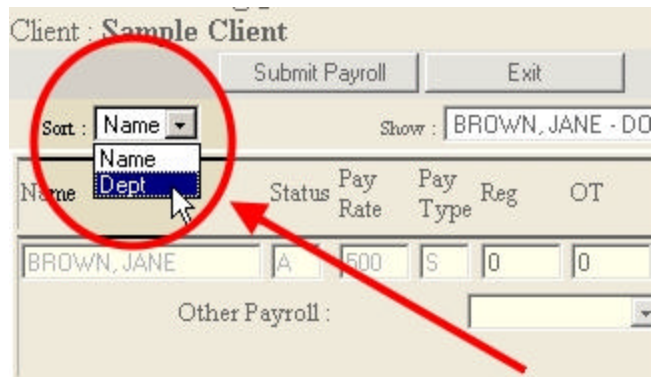 Client : Sample Client
Submit Payroll Exit
Sort : Name Show : BROWN, JANE - DO
Name
Dept
Name Status Pay Rate Pay Type Reg OT
BROWN, JANE A 500 S 0 0
Other Payroll :